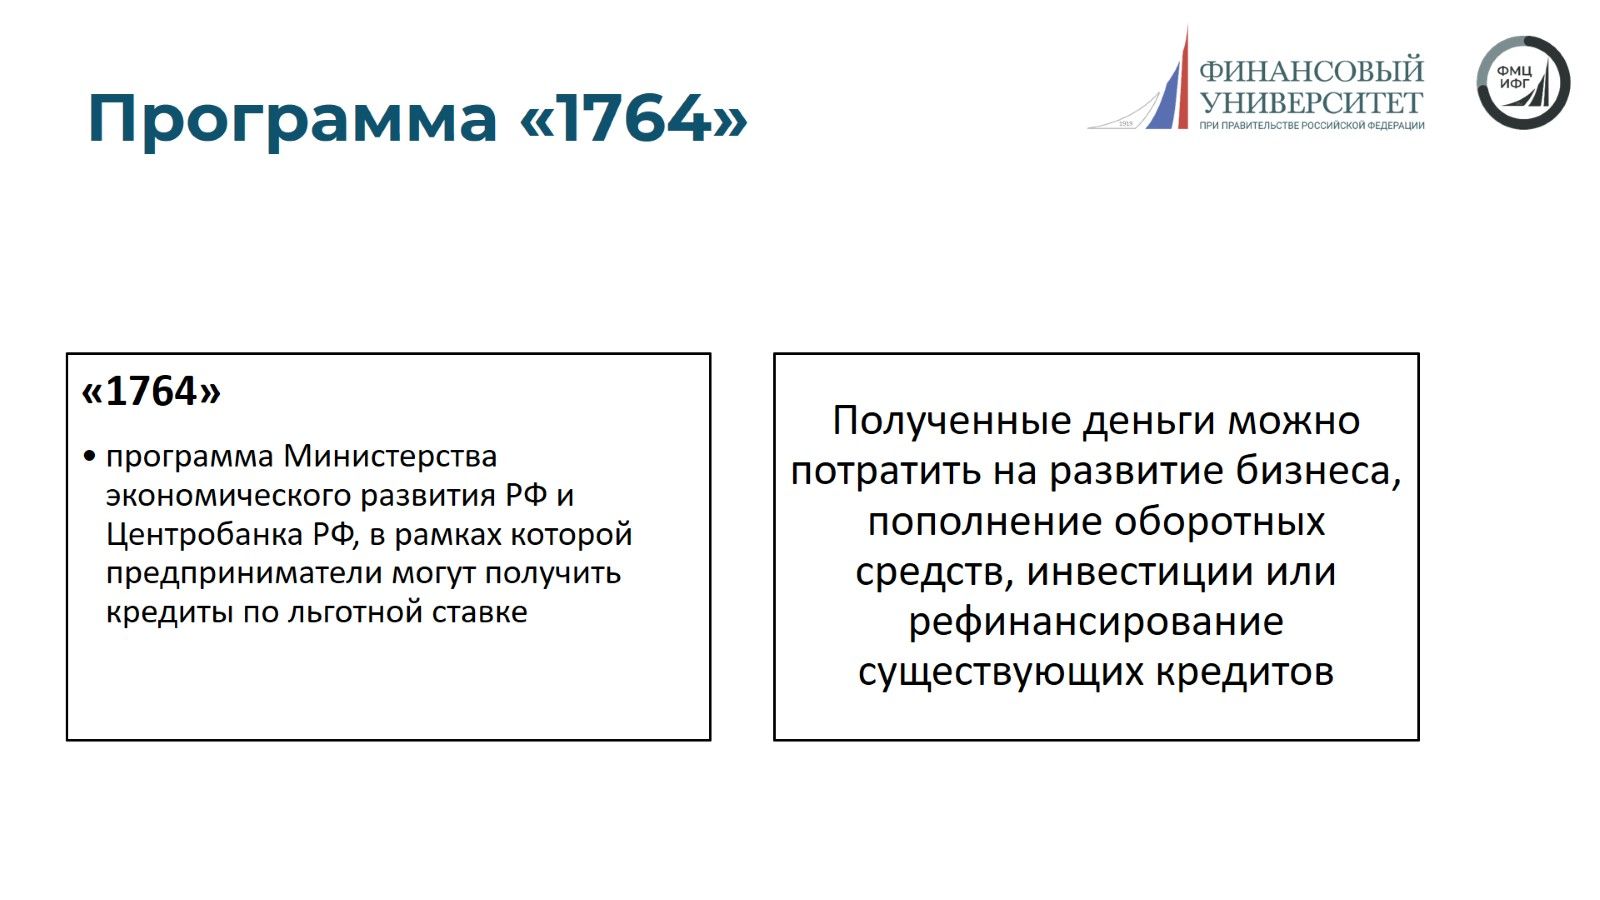 Программа «1764»
1919
ФИНАНСОВЫЙ
УНИВЕРСИТЕТ
ПРИ ПРАВИТЕЛЬСТВЕ РОССИЙСКОЙ ФЕДЕРАЦИИ
ФМЦ
ИФГ
«1764»
• программа Министерства
экономического развития РФ и
Центробанка РФ, в рамках которой
предприниматели могут получить
кредиты по льготной ставке
Полученные деньги можно
потратить на развитие бизнеса,
пополнение оборотных
средств, инвестиции или
рефинансирование
существующих кредитов